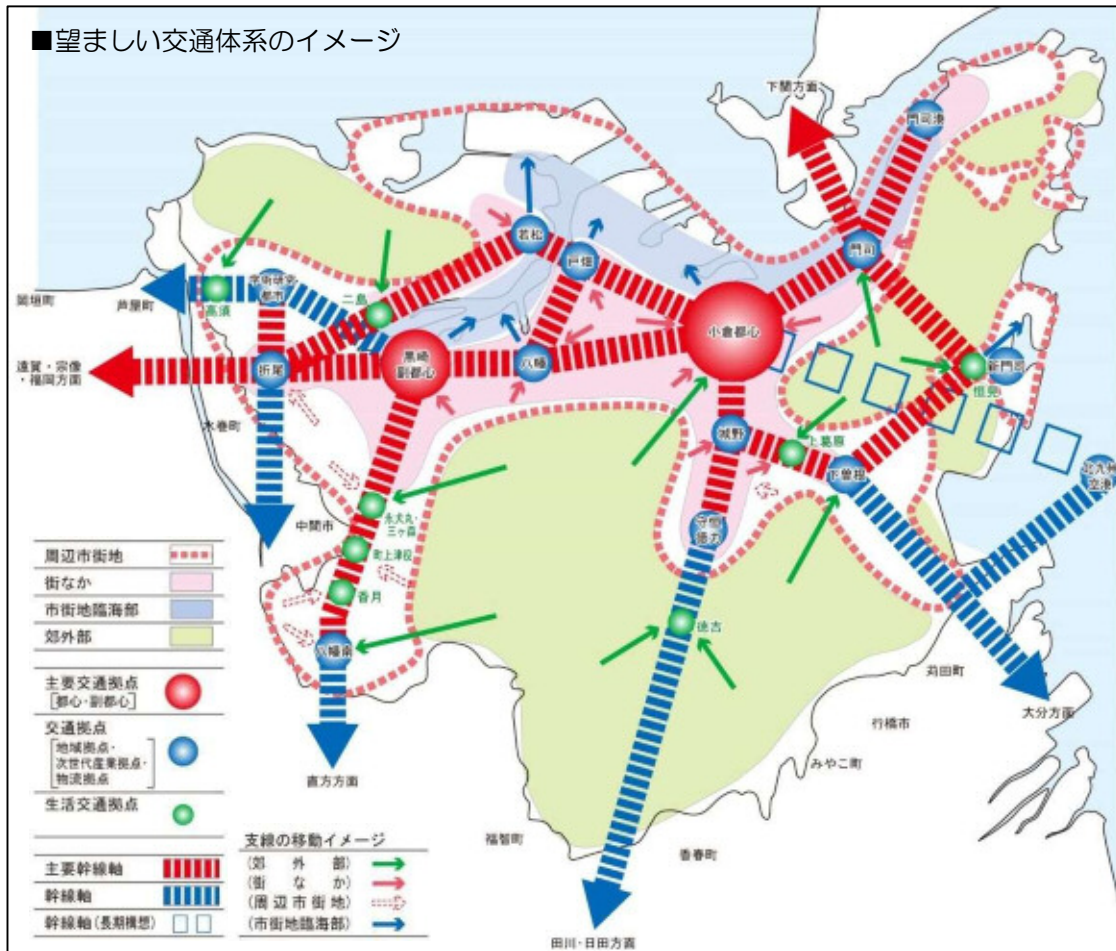 ■望ましい交通体系のイメージ
下関方面
門司港
若松
戸畑
門司
学術研究
都市
岡垣町
芦屋町
高須
二島
小倉都心
黒崎
副都心
八幡
新門司
恒見
遠賀・宗像
・福岡方面
折尾
水巻町
城野
上葛原
下曽根
北九州
空港
中間市
永犬丸・
三ヶ森
守恒
徳力
町上津役
香月
八幡南
徳吉
苅田町
大分方面
行橋市
みやこ町
直方方面
福智町
香春町
田川・日田方面
周辺市街地
街なか
市街地臨海部
郊外部
主要交通拠点
[都心・副都心]
交通拠点
地域拠点・
次世代産業拠点・
物流拠点
生活交通拠点
主要幹線軸
幹線軸
幹線軸(長期構想)
支線の移動イメージ
(郊外部)
(街なか)
(周辺市街地)
(市街地臨海部)